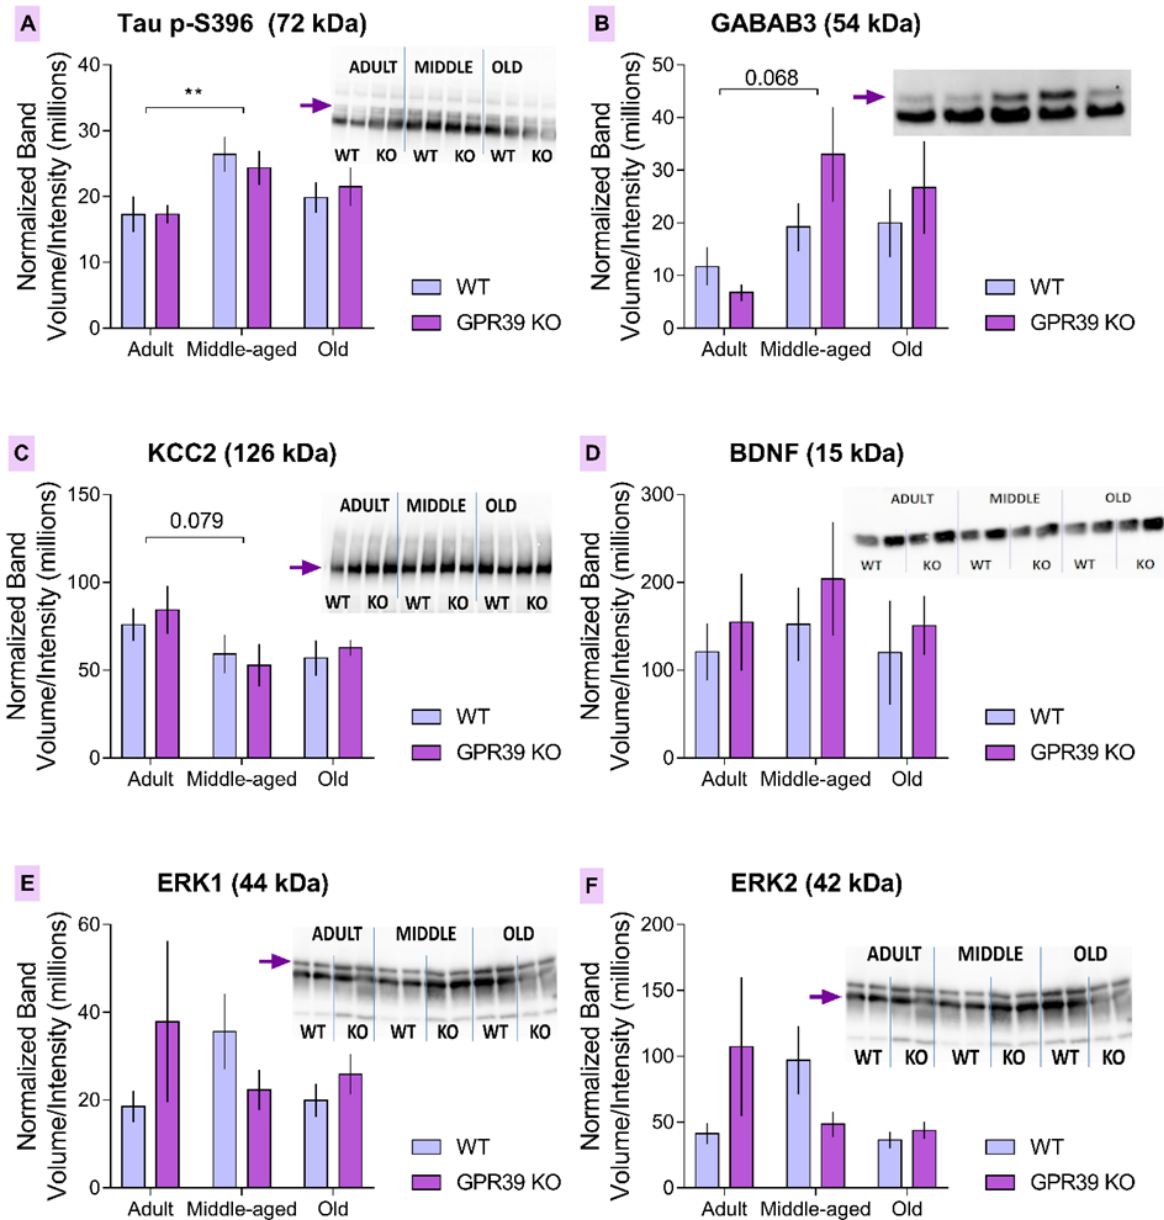 A Tau p-S396 (72 kDa)
Normalized Band
Volume/Intensity (millions)
40
30
20
10
0
**
ADULT MIDDLE OLD
WT KO WT KO WT KO
WT
GPR39 KO
Adult Middle-aged Old
B GABAB3 (54 kDa)
Normalized Band
Volume/Intensity (millions)
50
40
30
20
10
0
0.068
WT
GPR39 KO
Adult Middle-aged Old
C KCC2 (126 kDa)
Normalized Band
Volume/Intensity (millions)
150
100
50
0
0.079
ADULT MIDDLE OLD
WT KO WT KO WT KO
WT
GPR39 KO
Adult Middle-aged Old
D BDNF (15 kDa)
Normalized Band
Volume/Intensity (millions)
300
200
100
0
ADULT MIDDLE OLD
WT KO WT KO WT KO
WT
GPR39 KO
Adult Middle-aged Old
E ERK1 (44 kDa)
Normalized Band
Volume/Intensity (millions)
60
40
20
0
ADULT MIDDLE OLD
WT KO WT KO WT KO
WT
GPR39 KO
Adult Middle-aged Old
F ERK2 (42 kDa)
Normalized Band
Volume/Intensity (millions)
200
150
100
50
0
ADULT MIDDLE OLD
WT KO WT KO WT KO
WT
GPR39 KO
Adult Middle-aged Old